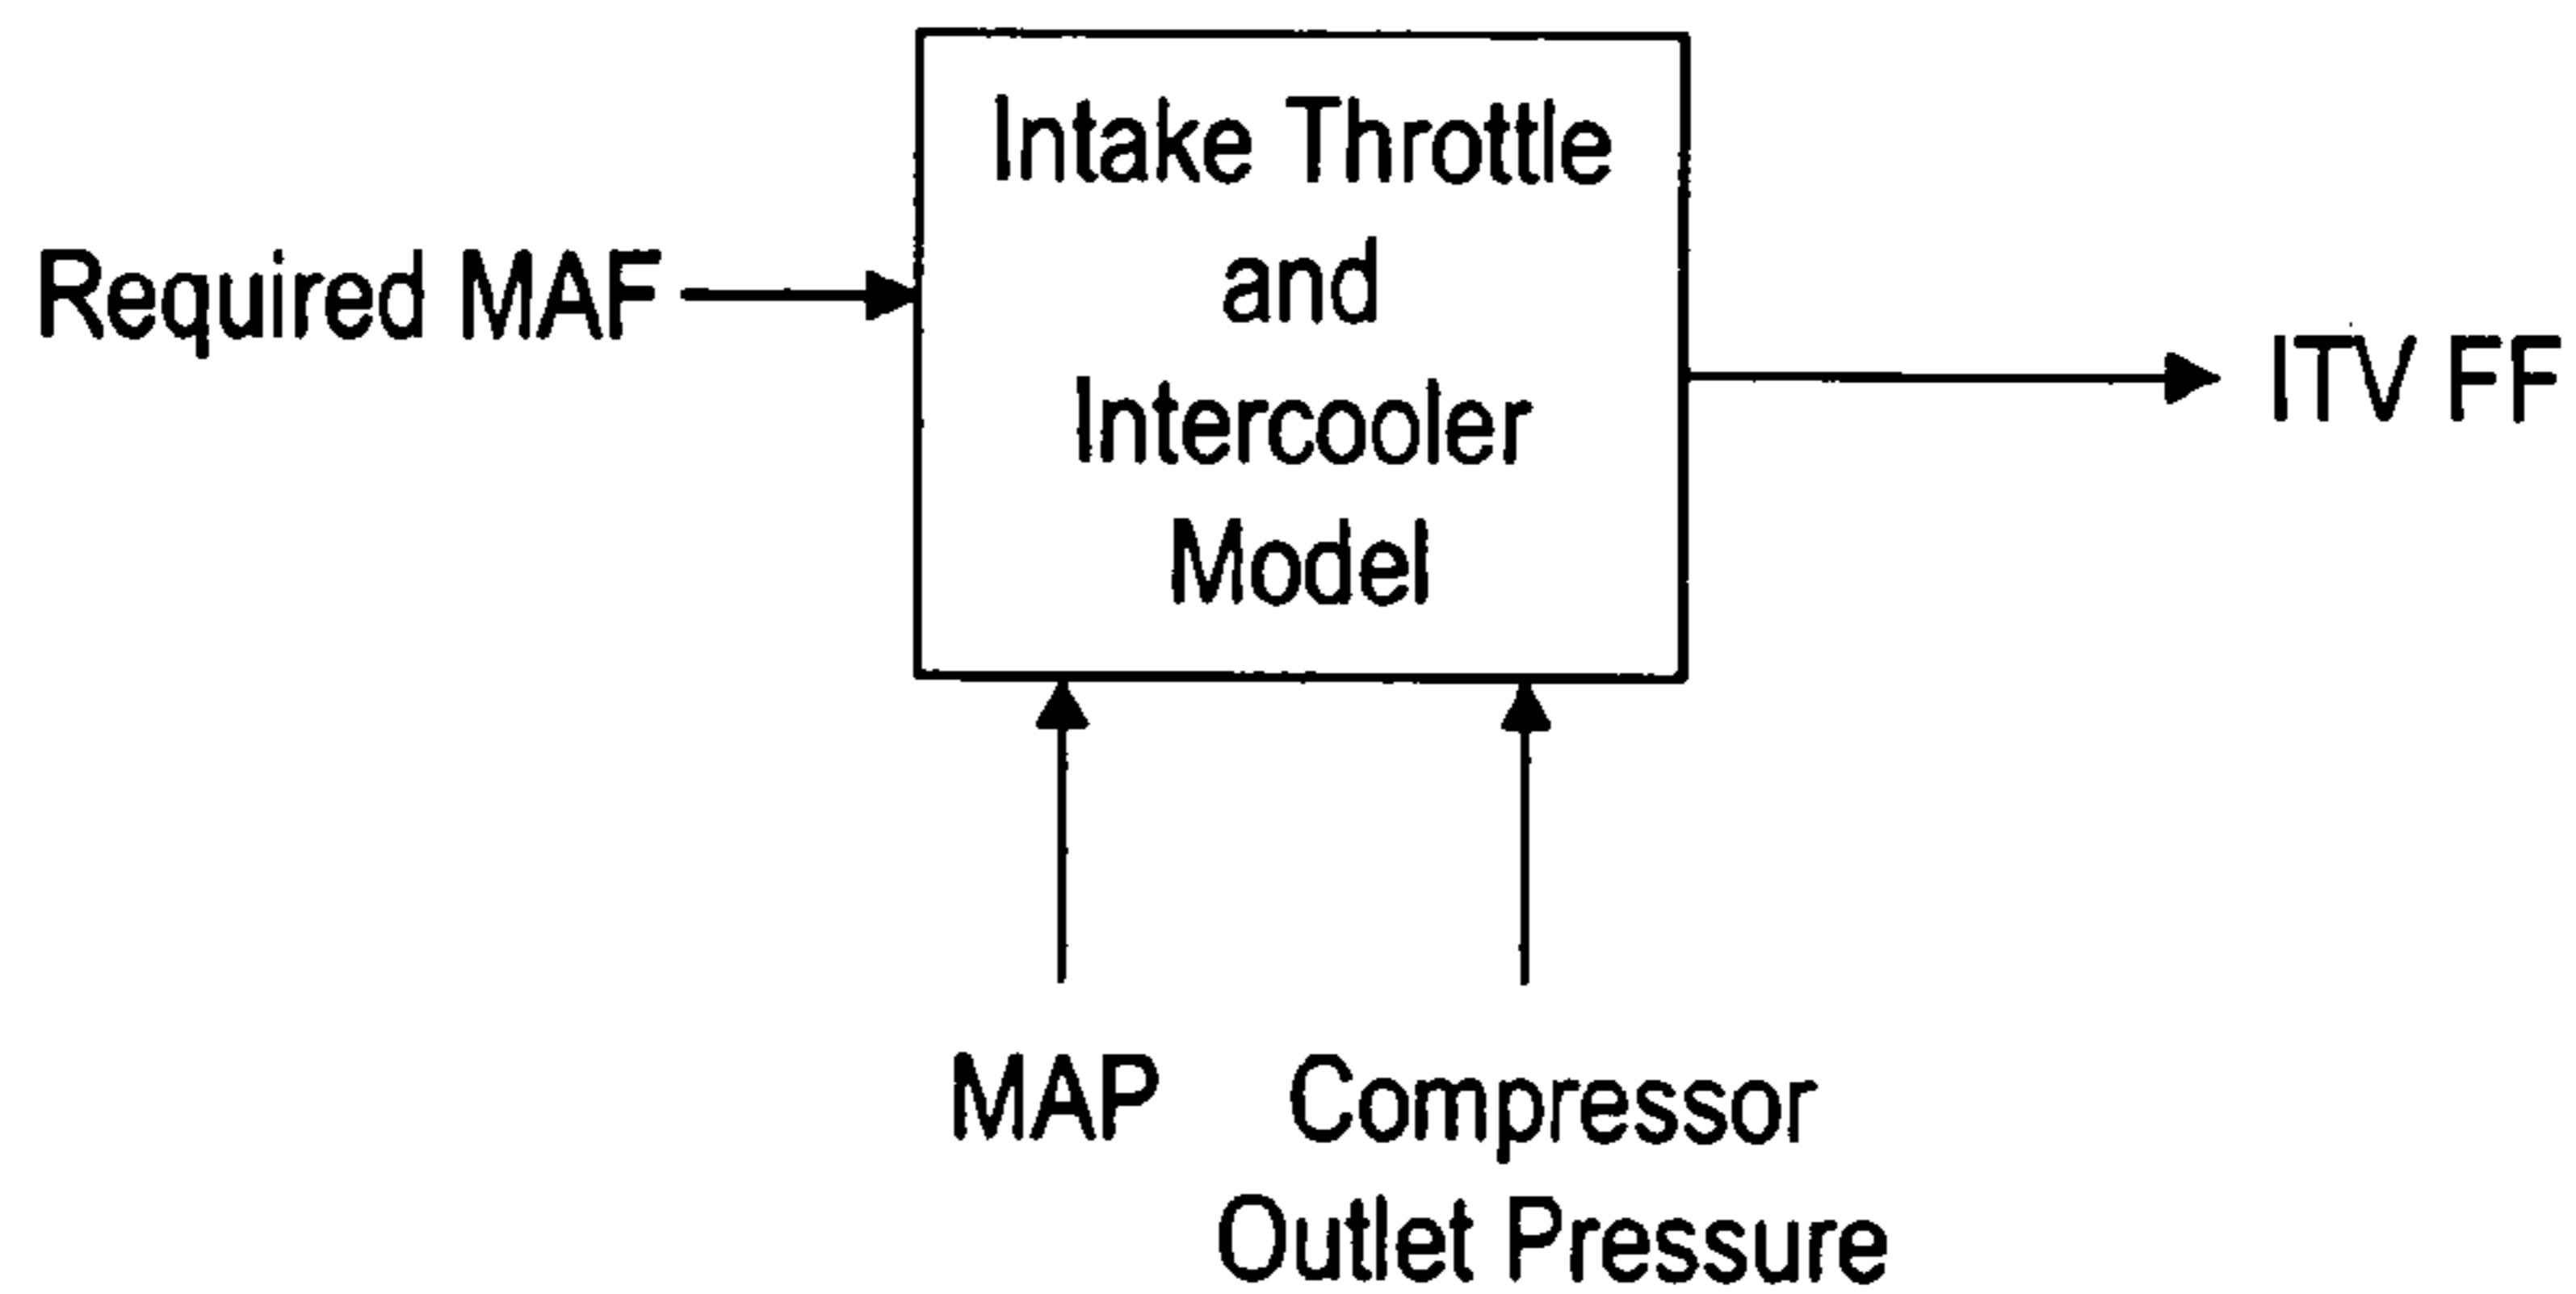 Intake Throttle
and
Intercooler
Model
Required MAF
ITV FF
MAP
Compressor
Outlet Pressure